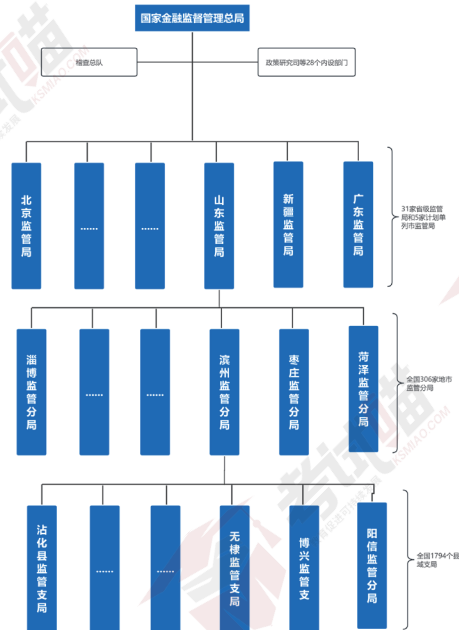 国家金融监督管理总局
稽查总队
政策研究司等28个内设部门
北京监管局
……
……
山东监管局
新疆监管局
广东监管局
31家省级监管
局和5家计划单
列市监管局
淄博监管分局
……
……
滨州监管分局
枣庄监管分局
菏泽监管分局
全国306家地市
监管分局
沾化县监管支局
……
……
无棣监管支局
博兴监管支
阳信监管分局
全国1794个县
域支局
考试喵
KSMIAO.COM